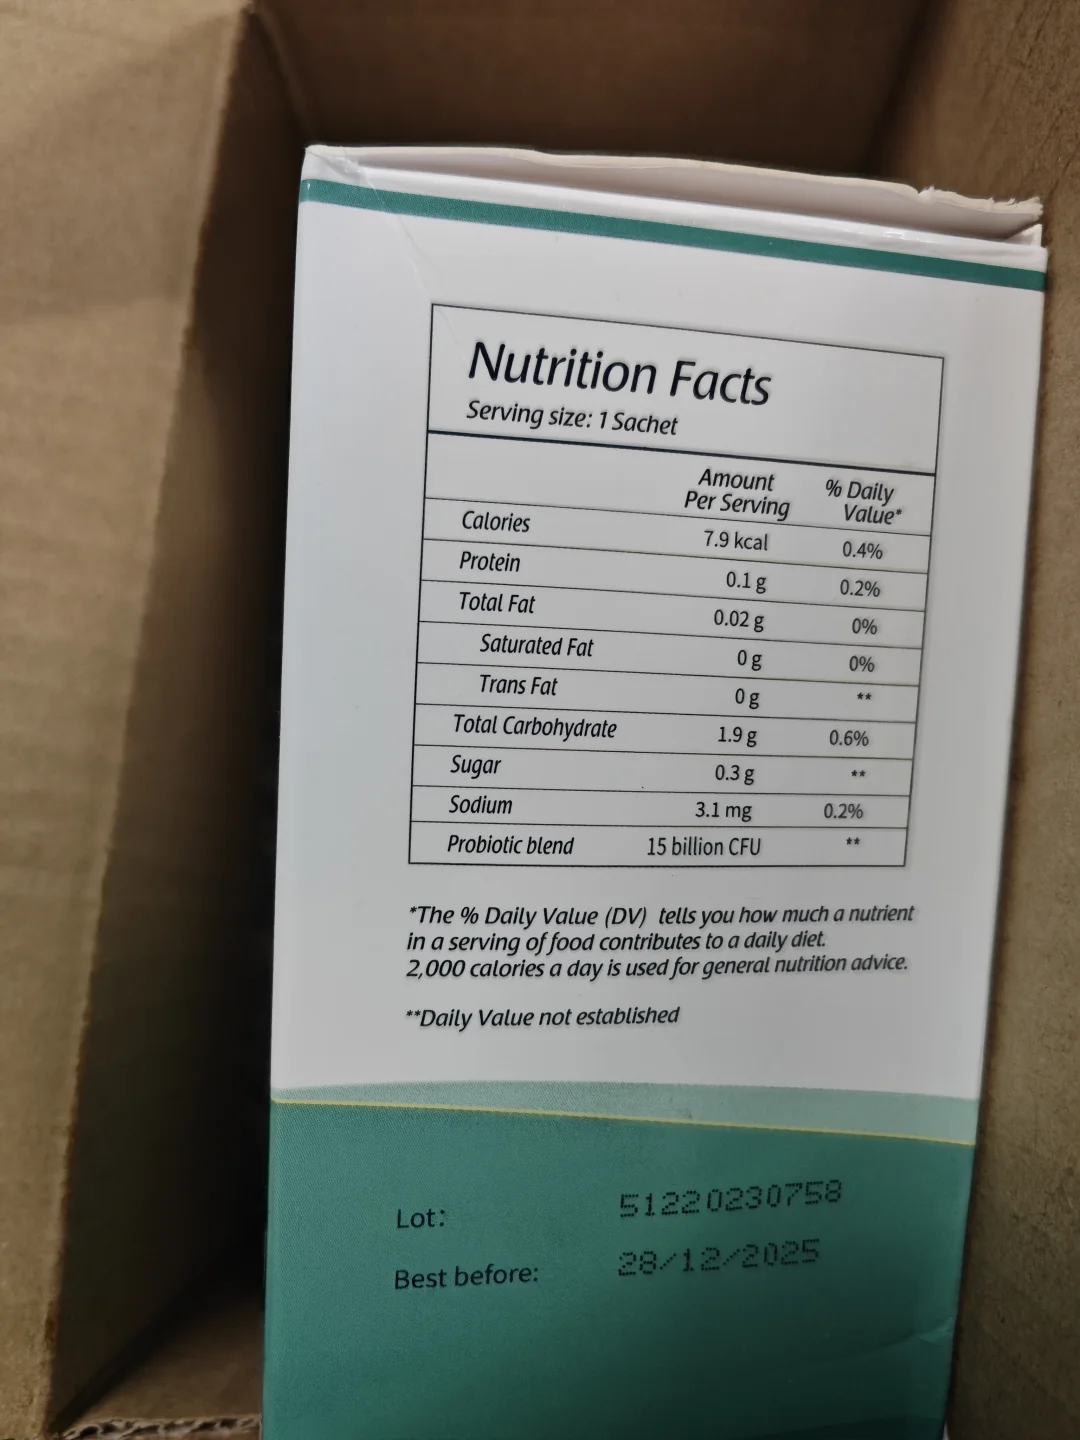 Nutrition Facts
Serving size: 1 Sachet
Amount Per Serving % Daily Value*
Calories 7.9 kcal 0.4%
Protein 0.1 g 0.2%
Total Fat 0.02 g 0%
Saturated Fat 0 g 0%
Trans Fat 0 g **
Total Carbohydrate 1.9 g 0.6%
Sugar 0.3 g **
Sodium 3.1 mg 0.2%
Probiotic blend 15 billion CFU **
*The % Daily Value (DV) tells you how much a nutrient
in a serving of food contributes to a daily diet.
2,000 calories a day is used for general nutrition advice.
**Daily Value not established
Lot: 51220230758
Best before: 28/12/2025